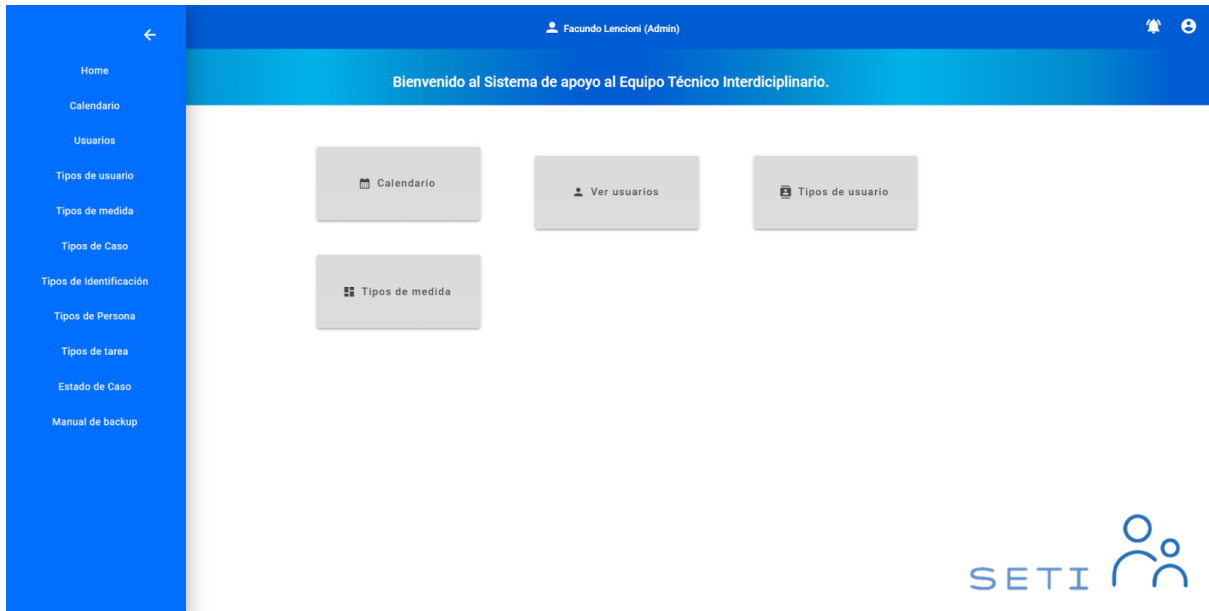 Facundo Lencioni (Admin)
Bienvenido al Sistema de apoyo al Equipo Técnico Interdiciplinario.
Home
Calendario
Usuarios
Tipos de usuario
Tipos de medida
Tipos de Caso
Tipos de Identificación
Tipos de Persona
Tipos de tarea
Estado de Caso
Manual de backup
Calendario
Ver usuarios
Tipos de usuario
Tipos de medida
SETI